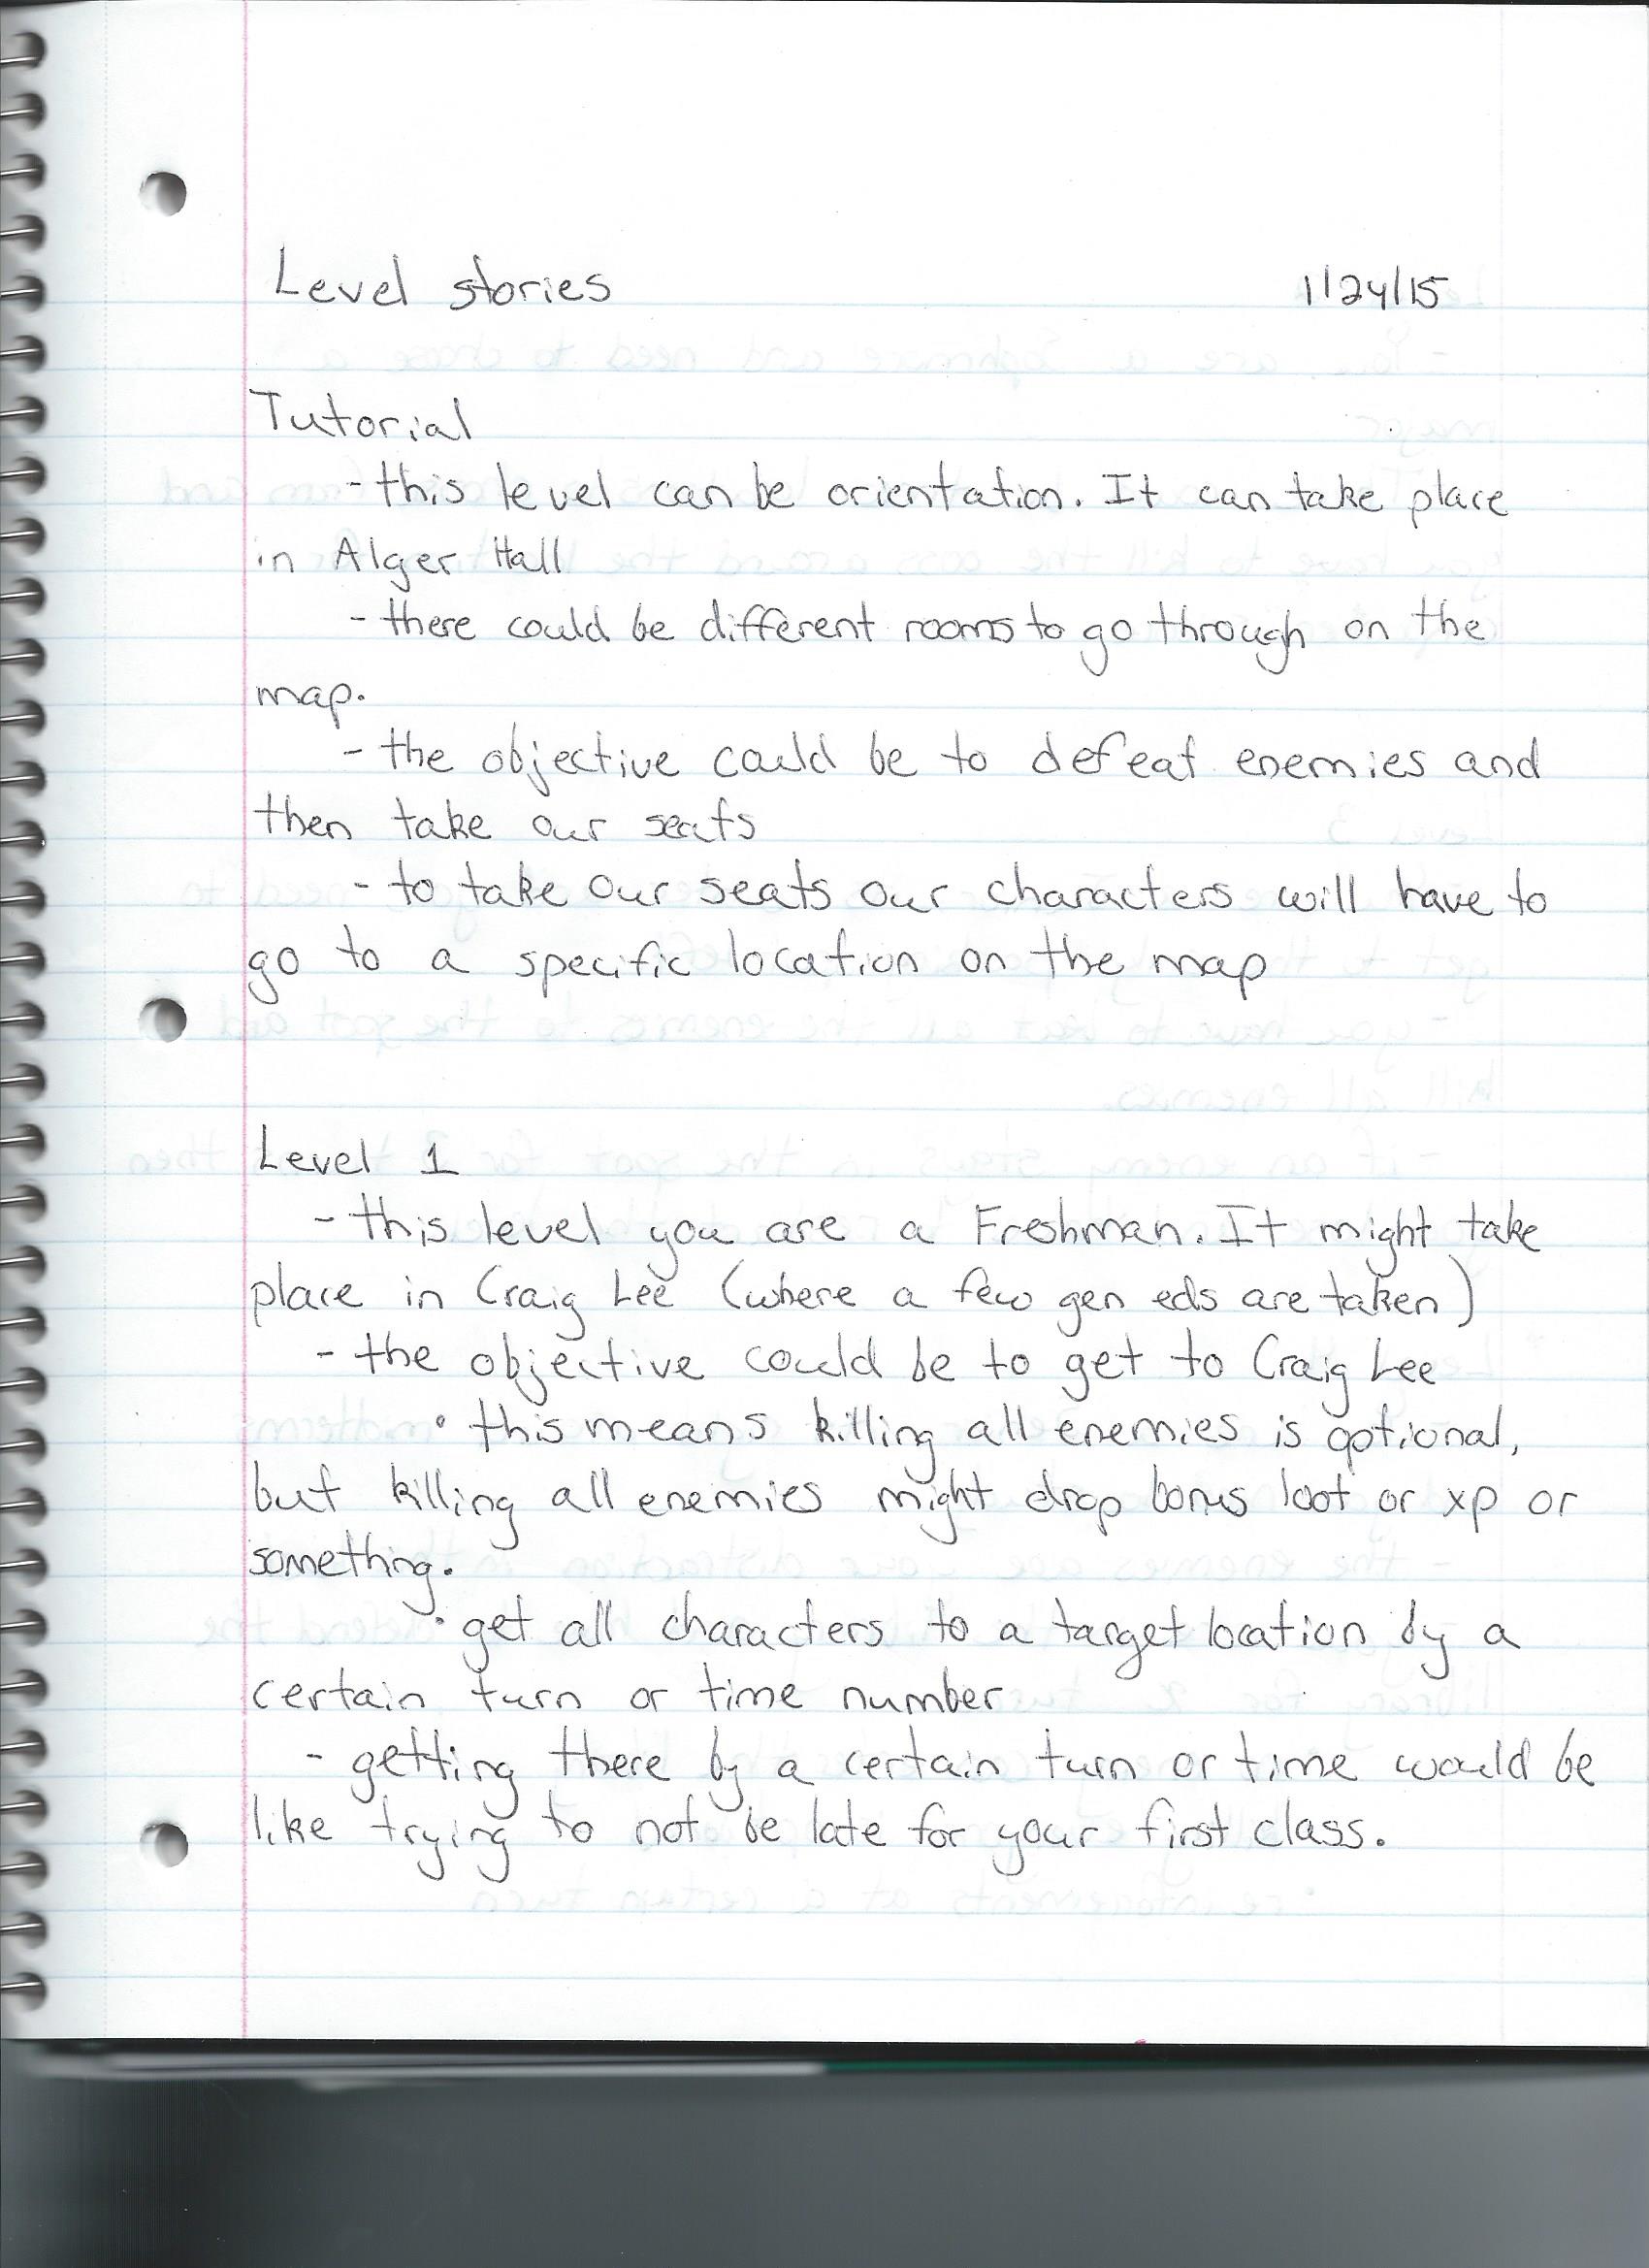 Level stories 1/24/15
Tutorial
- this level can be orientation. It can take place
in Alger Hall
- there could be different rooms to go through on the
map.
- the objective could be to defeat enemies and
then take our seats
- to take our seats our characters will have to
go to a specific location on the map
Level 1
- this level you are a Freshman. It might take
place in Craig Lee (where a few gen eds are taken)
- the objective could be to get to Craig Lee
• this means killing all enemies is optional,
but killing all enemies might drop bonus loot or xp or
something.
• get all characters to a target location by a
certain turn or time number
- getting there by a certain turn or time would be
like trying to not be late for your first class.